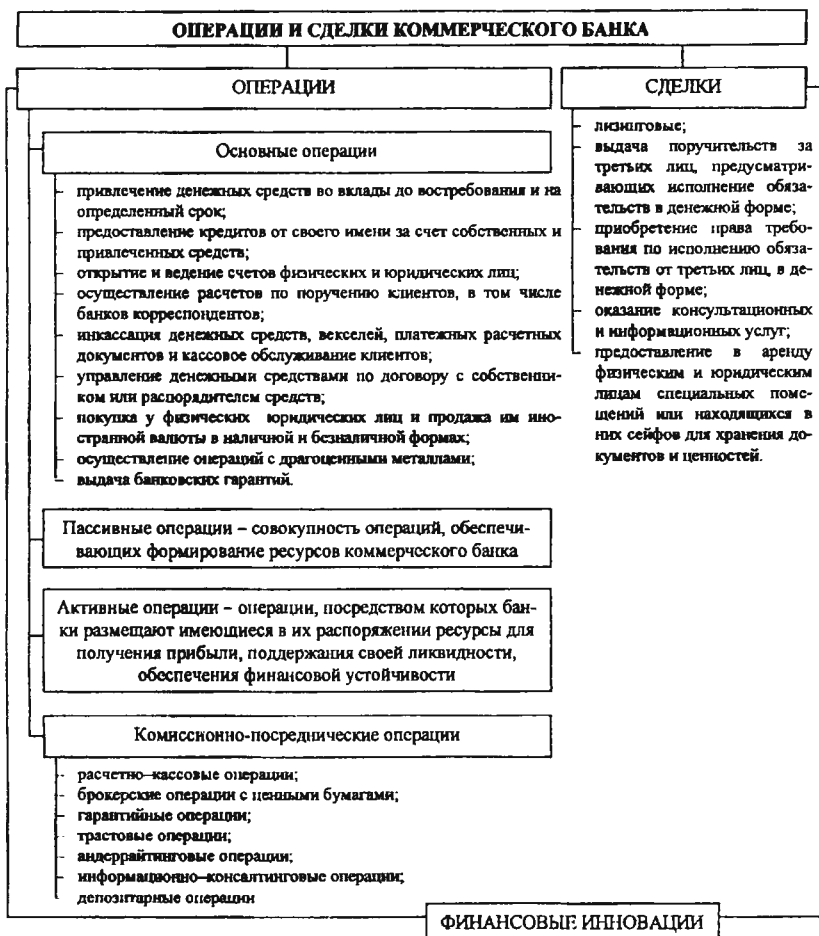 ОПЕРАЦИИ И СДЕЛКИ КОММЕРЧЕСКОГО БАНКА
ОПЕРАЦИИ
Основные операции
- привлечение денежных средств во вклады до востребования и на
определенный срок;
- предоставление кредитов от своего имени за счет собственных и
привлеченных средств;
- открытие и ведение счетов физических и юридических лиц;
- осуществление расчетов по поручению клиентов, в том числе
банков корреспондентов;
- инкассация денежных средств, векселей, платежных расчетных
документов и кассовое обслуживание клиентов;
- управление денежными средствами по договору с собственни-
ком или распорядителем средств;
- покупка у физических юридических лиц и продажа им ино-
странной валюты в наличной и безналичной формах;
- осуществление операций с драгоценными металлами;
- выдача банковских гарантий.
Пассивные операции – совокупность операций, обеспечи-
вающих формирование ресурсов коммерческого банка
Активные операции – операции, посредством которых бан-
ки размещают имеющиеся в их распоряжении ресурсы для
получения прибыли, поддержания своей ликвидности,
обеспечения финансовой устойчивости
Комиссионно-посреднические операции
- расчетно–кассовые операции;
- брокерские операции с ценными бумагами;
- гарантийные операции;
- трастовые операции;
- андеррайтинговые операции;
- информационно–консалтинговые операции;
- депозитарные операции
СДЕЛКИ
- лизинговые;
- выдача поручительств за
третьих лиц, предусматри-
вающих исполнение обяза-
тельств в денежной форме;
- приобретение права требо-
вания по исполнению обяза-
тельств от третьих лиц, в де-
нежной форме;
- оказание консультационных
и информационных услуг;
- предоставление в аренду
физическим и юридическим
лицам специальных поме-
щений или находящихся в
них сейфов для хранения до-
кументов и ценностей.
ФИНАНСОВЫЕ ИННОВАЦИИ